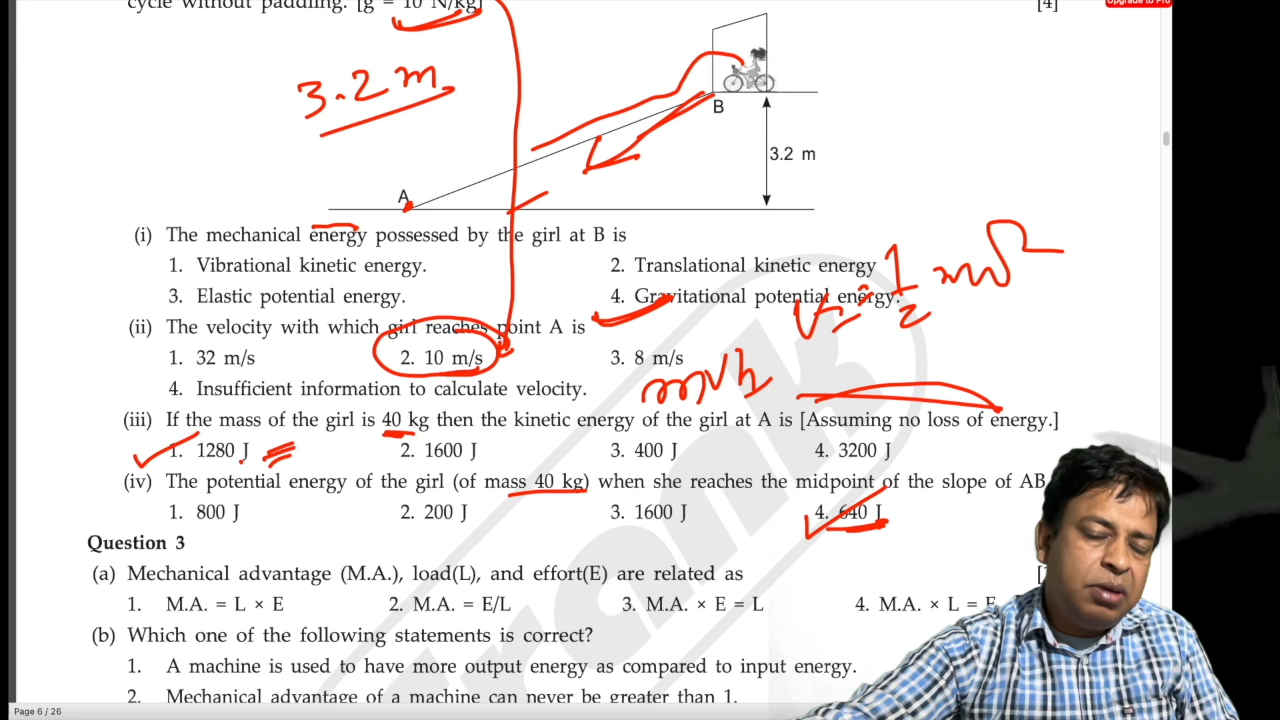 cycle without paddling. [g = 10 N/kg] [4]
Upgrade to Pro
3.2 m
B
3.2 m
A
(i) The mechanical energy possessed by the girl at B is
1. Vibrational kinetic energy. 2. Translational kinetic energy
3. Elastic potential energy. 4. Gravitational potential energy.
(ii) The velocity with which girl reaches point A is
1. 32 m/s 2. 10 m/s 3. 8 m/s
4. Insufficient information to calculate velocity.
(iii) If the mass of the girl is 40 kg then the kinetic energy of the girl at A is [Assuming no loss of energy.]
1. 1280 J 2. 1600 J 3. 400 J 4. 3200 J
(iv) The potential energy of the girl (of mass 40 kg) when she reaches the midpoint of the slope of AB
1. 800 J 2. 200 J 3. 1600 J 4. 640 J
Question 3
(a) Mechanical advantage (M.A.), load(L), and effort(E) are related as
1. M.A. = L × E 2. M.A. = E/L 3. M.A. × E = L 4. M.A. × L = E
(b) Which one of the following statements is correct?
1. A machine is used to have more output energy as compared to input energy.
2. Mechanical advantage of a machine can never be greater than 1.
Page 6 / 26